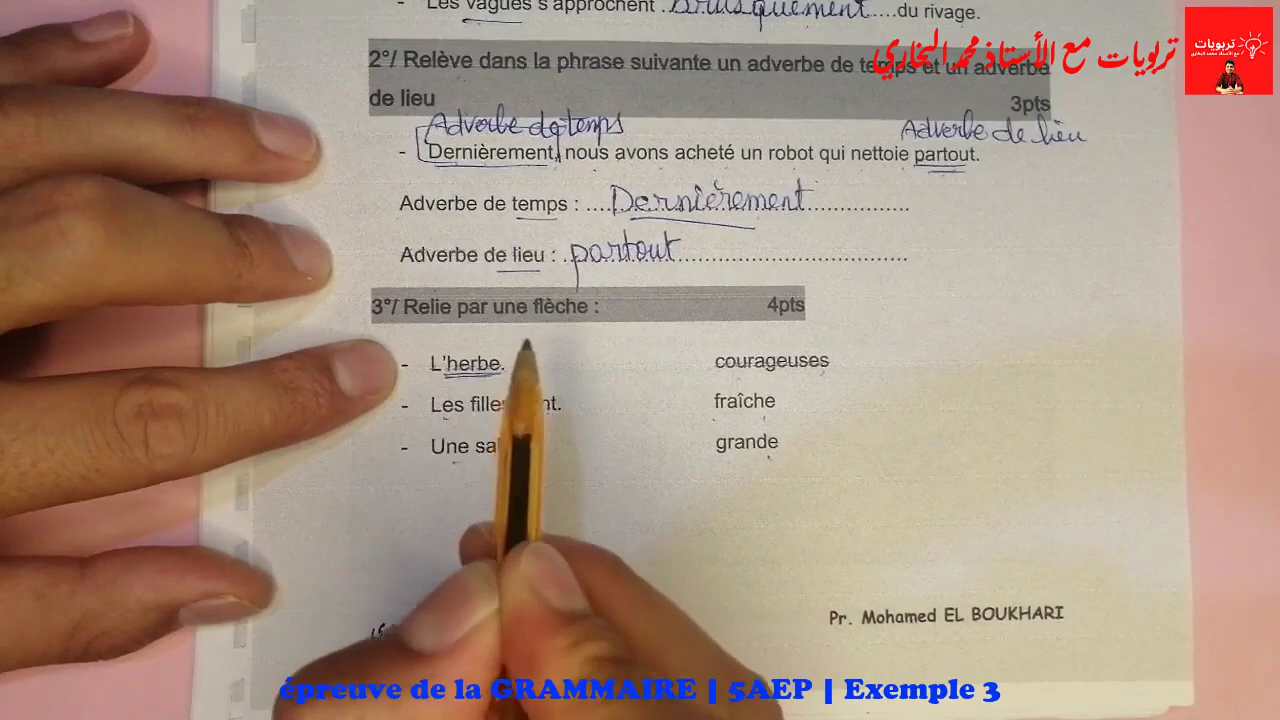 - Les vagues s'approchent .Brusquement....du rivage.
تربويات مع الأستاذ محمد البخاري
تربويات
2°/ Relève dans la phrase suivante un adverbe de temps et un adverbe
de lieu 3pts
Adverbe de temps Adverbe de lieu
- Dernièrement, nous avons acheté un robot qui nettoie partout.
Adverbe de temps : ....Dernièrement..................
Adverbe de lieu : .partout........................................
3°/ Relie par une flèche : 4pts
- L'herbe. courageuses
- Les fraîche
- Une grande
Pr. Mohamed EL BOUKHARI
épreuve de la GRAMMAIRE | 5AEP | Exemple 3